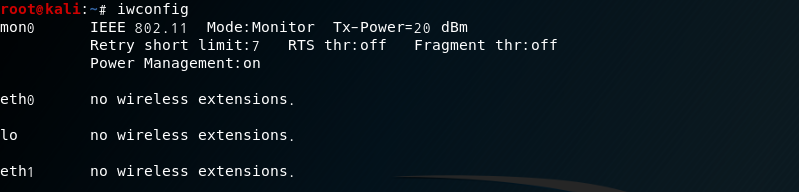 root@kali:~# iwconfig
mon0      IEEE 802.11  Mode:Monitor  Tx-Power=20 dBm
          Retry short limit:7   RTS thr:off   Fragment thr:off
          Power Management:on

eth0      no wireless extensions.

lo        no wireless extensions.

eth1      no wireless extensions.